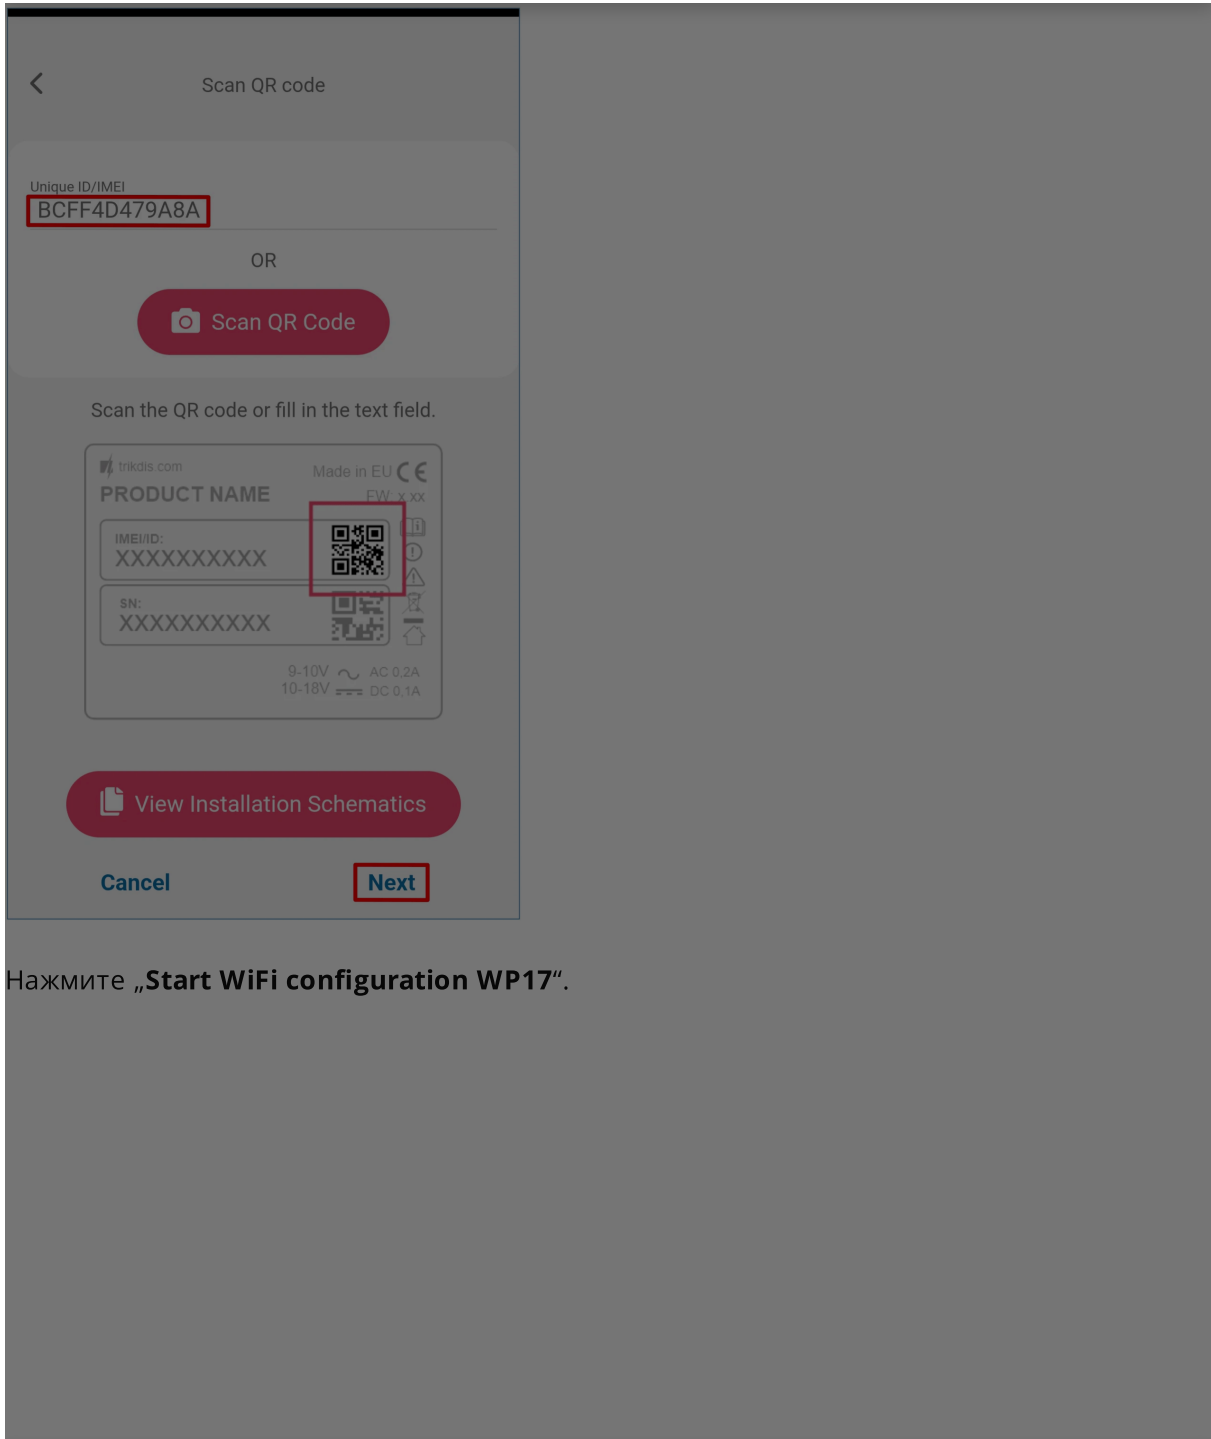 Scan QR code
Unique ID/IMEI
BCFF4D479A8A
OR
Scan QR Code
Scan the QR code or fill in the text field.
trikdis.com
Made in EU CE
PRODUCT NAME
FW: x.xx
IMEI/ID:
XXXXXXXXXX
SN:
XXXXXXXXXX
9-10V AC 0,2A
10-18V DC 0,1A
View Installation Schematics
Cancel
Next
Нажмите „Start WiFi configuration WP17“.